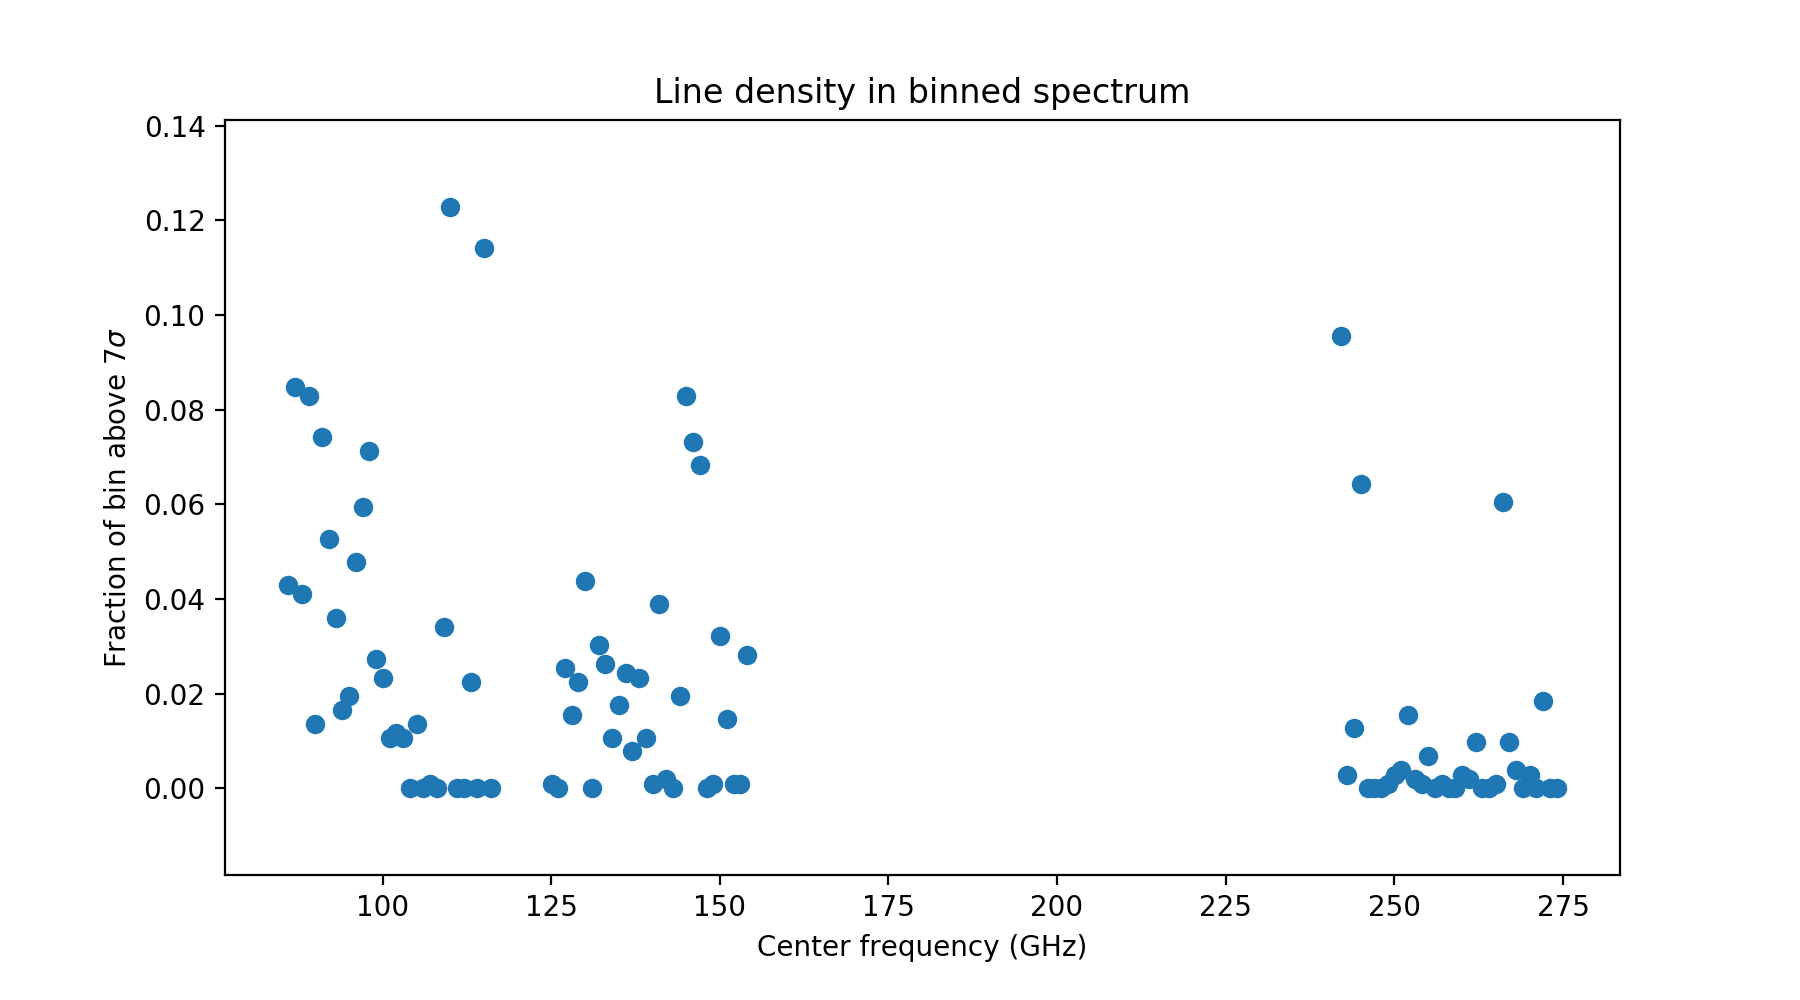 Line density in binned spectrum
Fraction of bin above 7σ
0.14
0.12
0.10
0.08
0.06
0.04
0.02
0.00
100 125 150 175 200 225 250 275
Center frequency (GHz)